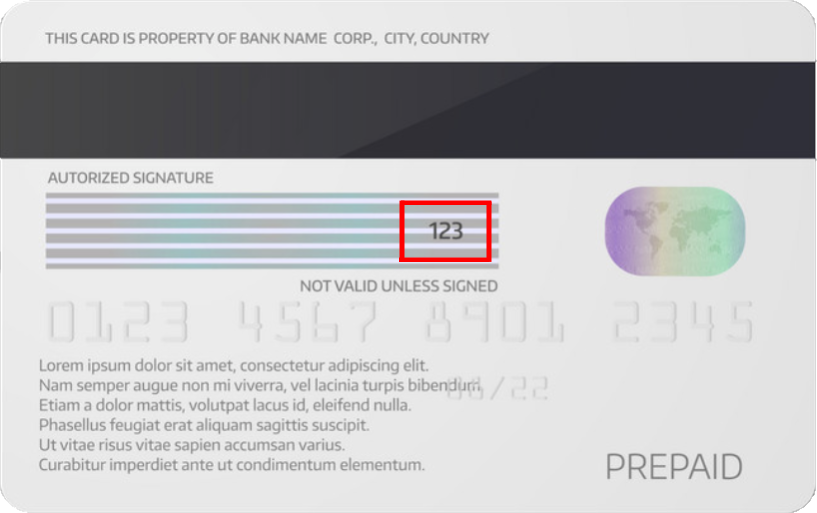 THIS CARD IS PROPERTY OF BANK NAME CORP., CITY, COUNTRY
AUTORIZED SIGNATURE
123
NOT VALID UNLESS SIGNED
0123 4567 8901 2345
Lorem ipsum dolor sit amet, consectetur adipiscing elit.
Nam semper augue non mi viverra, vel lacinia turpis bibendum.
Etiam a dolor mattis, volutpat lacus id, eleifend nulla.
Phasellus feugiat erat aliquam sagittis suscipit.
Ut vitae risus vitae sapien accumsan varius.
Curabitur imperdiet ante ut condimentum elementum.
PREPAID